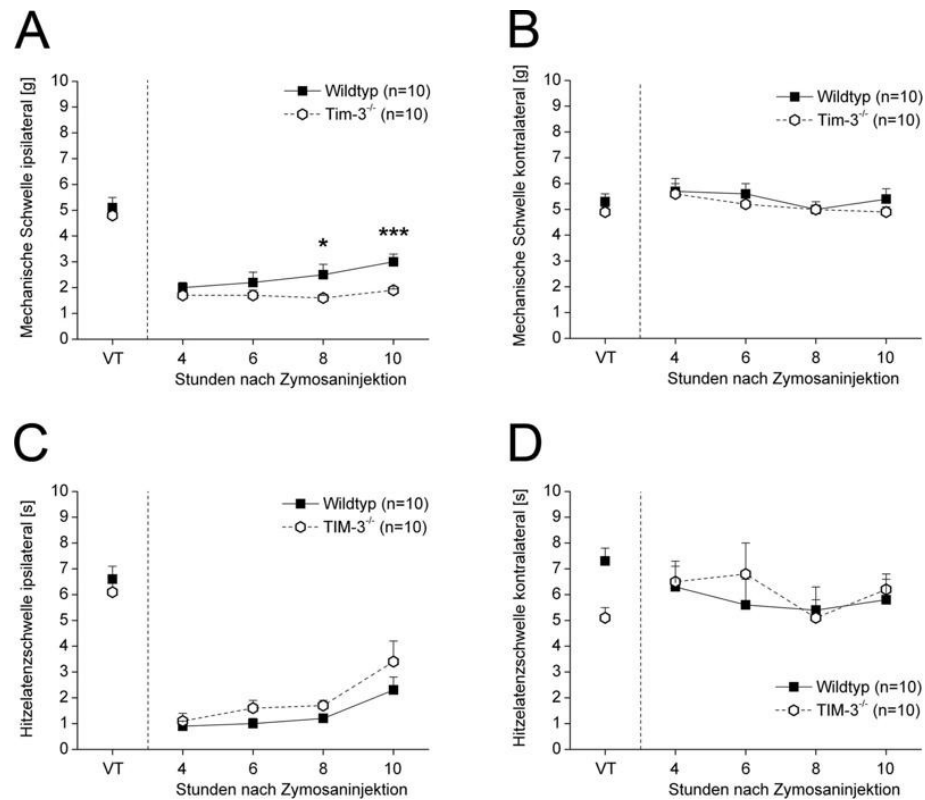 A
Mechanische Schwelle ipsilateral [g]
10
9
8
7
6
5
4
3
2
1
0
Wildtyp (n=10)
Tim-3-/- (n=10)
*
***
VT
4
6
8
10
Stunden nach Zymosaninjektion
B
Mechanische Schwelle kontralateral [g]
10
9
8
7
6
5
4
3
2
1
0
Wildtyp (n=10)
Tim-3-/- (n=10)
VT
4
6
8
10
Stunden nach Zymosaninjektion
C
Hitzelatenzschwelle ipsilateral [s]
10
9
8
7
6
5
4
3
2
1
0
Wildtyp (n=10)
TIM-3-/- (n=10)
VT
4
6
8
10
Stunden nach Zymosaninjektion
D
Hitzelatenzschwelle kontralateral [s]
10
9
8
7
6
5
4
3
2
1
0
Wildtyp (n=10)
TIM-3-/- (n=10)
VT
4
6
8
10
Stunden nach Zymosaninjektion